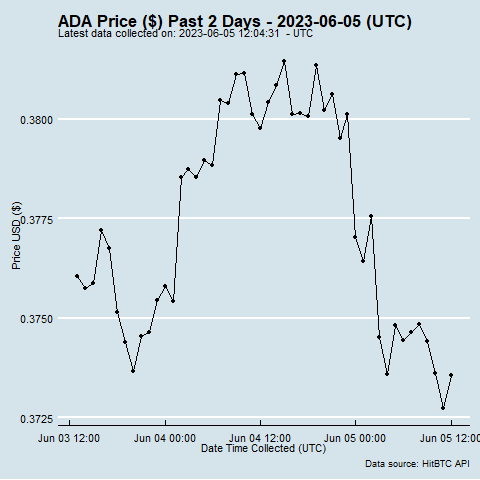 ADA Price ($) Past 2 Days - 2023-06-05 (UTC)
Latest data collected on: 2023-06-05 12:04:31 - UTC
0.3800
0.3775
0.3750
0.3725
Price USD ($)
Jun 03 12:00
Jun 04 00:00
Jun 04 12:00
Jun 05 00:00
Jun 05 12:00
Date Time Collected (UTC)
Data source: HitBTC API